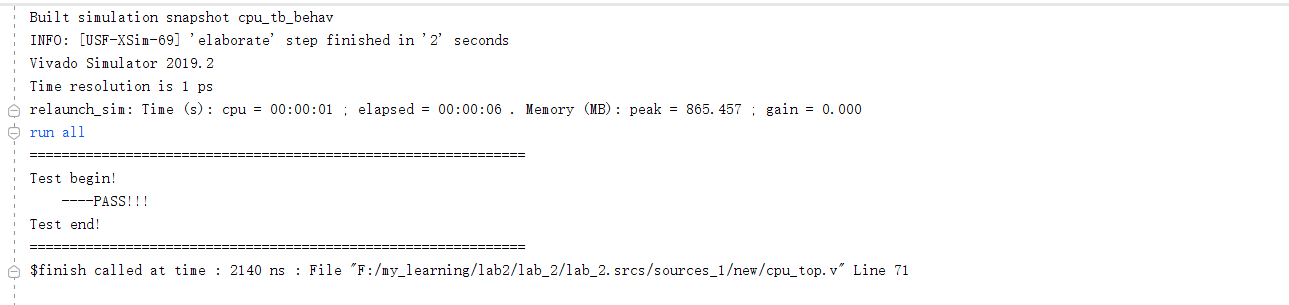 Built simulation snapshot cpu_tb_behav
INFO: [USF-XSim-69] 'elaborate' step finished in '2' seconds
Vivado Simulator 2019.2
Time resolution is 1 ps
relaunch_sim: Time (s): cpu = 00:00:01 ; elapsed = 00:00:06 . Memory (MB): peak = 865.457 ; gain = 0.000
run all
==============================================================
Test begin!
    ----PASS!!!
Test end!
==============================================================
$finish called at time : 2140 ns : File "F:/my_learning/lab2/lab_2/lab_2.srcs/sources_1/new/cpu_top.v" Line 71